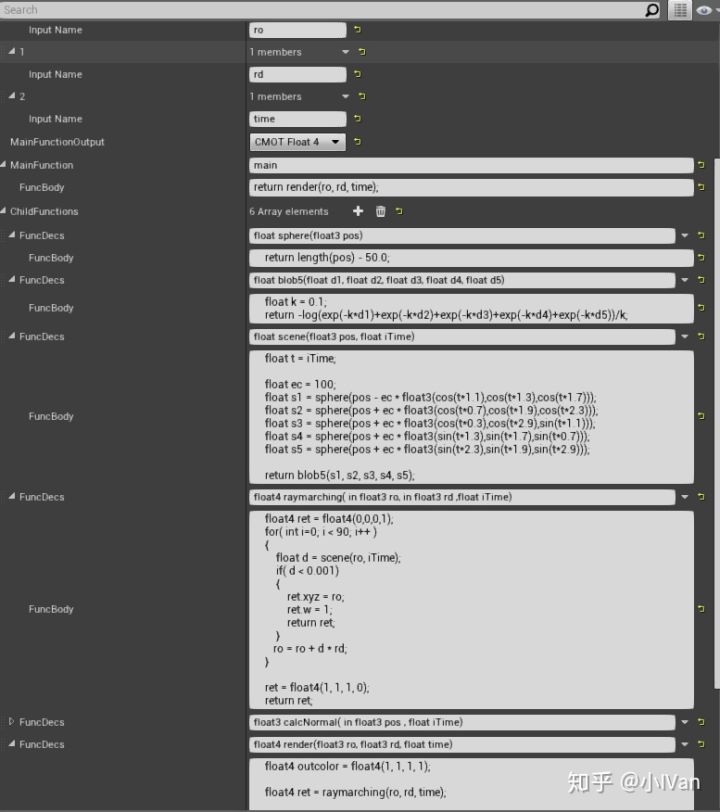 Search
Input Name ro
1 1 members
Input Name rd
2 1 members
Input Name time
MainFunctionOutput CMOT Float 4
MainFunction main
FuncBody return render(ro, rd, time);
ChildFunctions 6 Array elements
FuncDecs float sphere(float3 pos)
FuncBody return length(pos) - 50.0;
FuncDecs float blob5(float d1, float d2, float d3, float d4, float d5)
FuncBody float k = 0.1;
return -log(exp(-k*d1)+exp(-k*d2)+exp(-k*d3)+exp(-k*d4)+exp(-k*d5))/k;
FuncDecs float scene(float3 pos, float iTime)
FuncBody float t = iTime;
float ec = 100;
float s1 = sphere(pos - ec * float3(cos(t*1.1),cos(t*1.3),cos(t*1.7)));
float s2 = sphere(pos + ec * float3(cos(t*0.7),cos(t*1.9),cos(t*2.3)));
float s3 = sphere(pos + ec * float3(cos(t*0.3),cos(t*2.9),sin(t*1.1)));
float s4 = sphere(pos + ec * float3(sin(t*1.3),sin(t*1.7),sin(t*0.7)));
float s5 = sphere(pos + ec * float3(sin(t*2.3),sin(t*1.9),sin(t*2.9)));
return blob5(s1, s2, s3, s4, s5);
FuncDecs float4 raymarching( in float3 ro, in float3 rd ,float iTime)
FuncBody float4 ret = float4(0,0,0,1);
for( int i=0; i < 90; i++ )
{
float d = scene(ro, iTime);
if( d < 0.001)
{
ret.xyz = ro;
ret.w = 1;
return ret;
}
ro = ro + d * rd;
}
ret = float4(1, 1, 1, 0);
return ret;
FuncDecs float3 calcNormal( in float3 pos , float iTime)
FuncDecs float4 render(float3 ro, float3 rd, float time)
float4 outcolor = float4(1, 1, 1, 1);
float4 ret = raymarching(ro, rd, time);
知乎 @小IVan